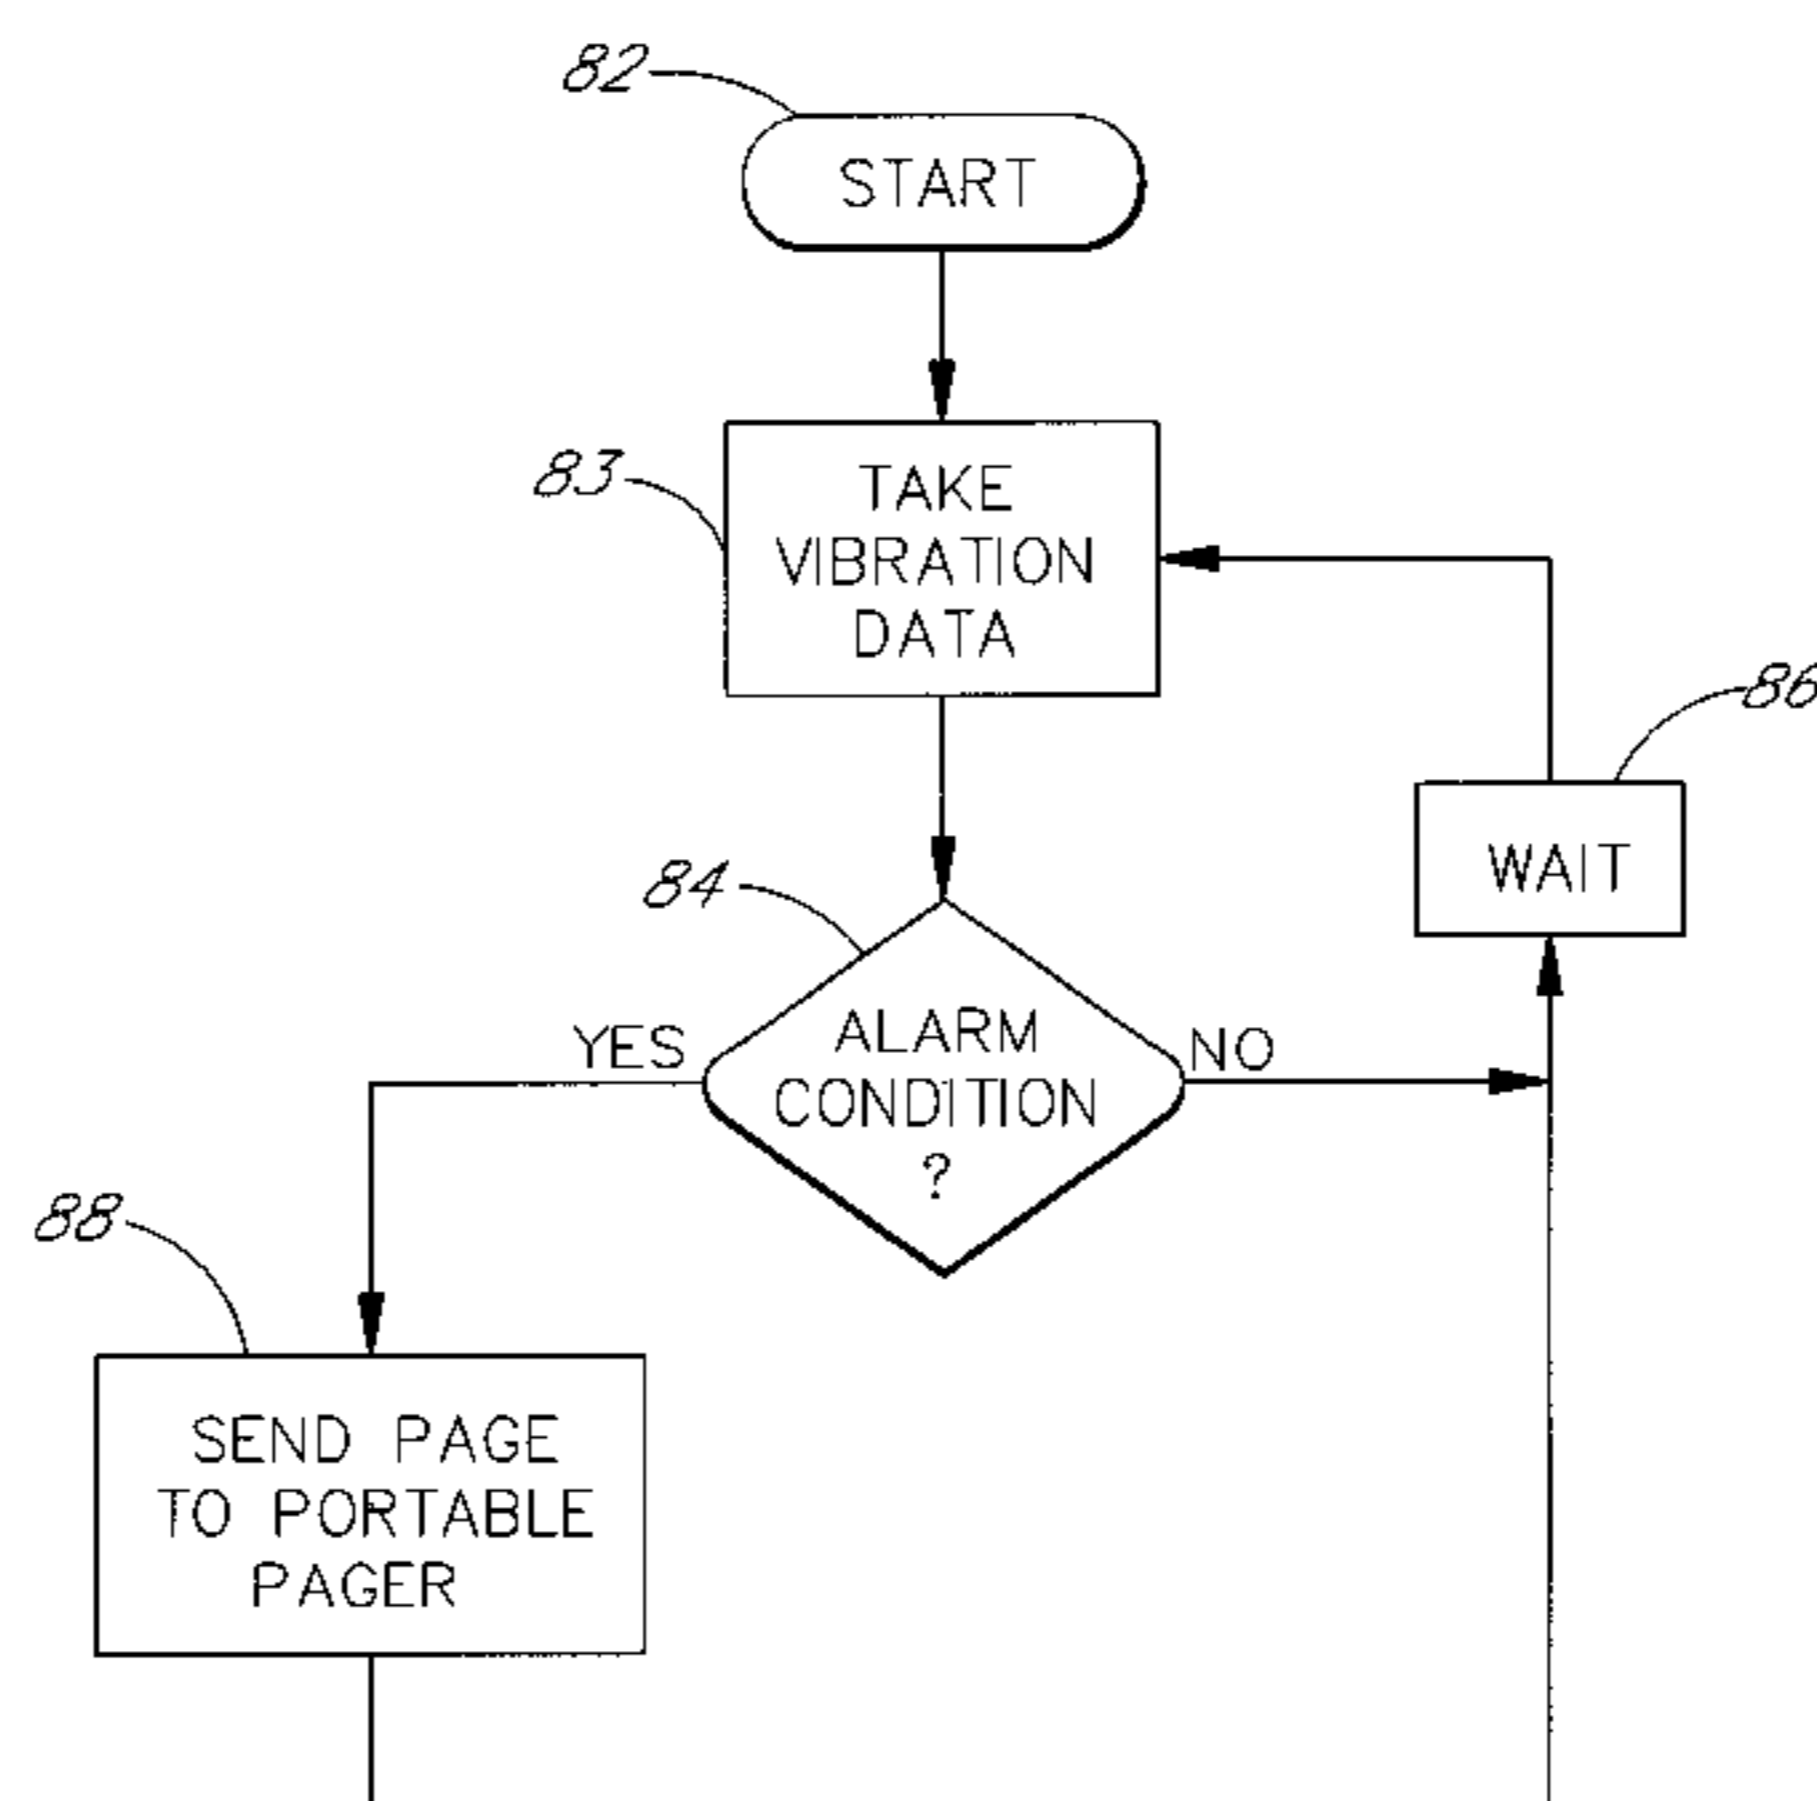 82
START
83
TAKE
VIBRATION
DATA
86
WAIT
84
YES
ALARM
CONDITION
?
NO
88
SEND PAGE
TO PORTABLE
PAGER